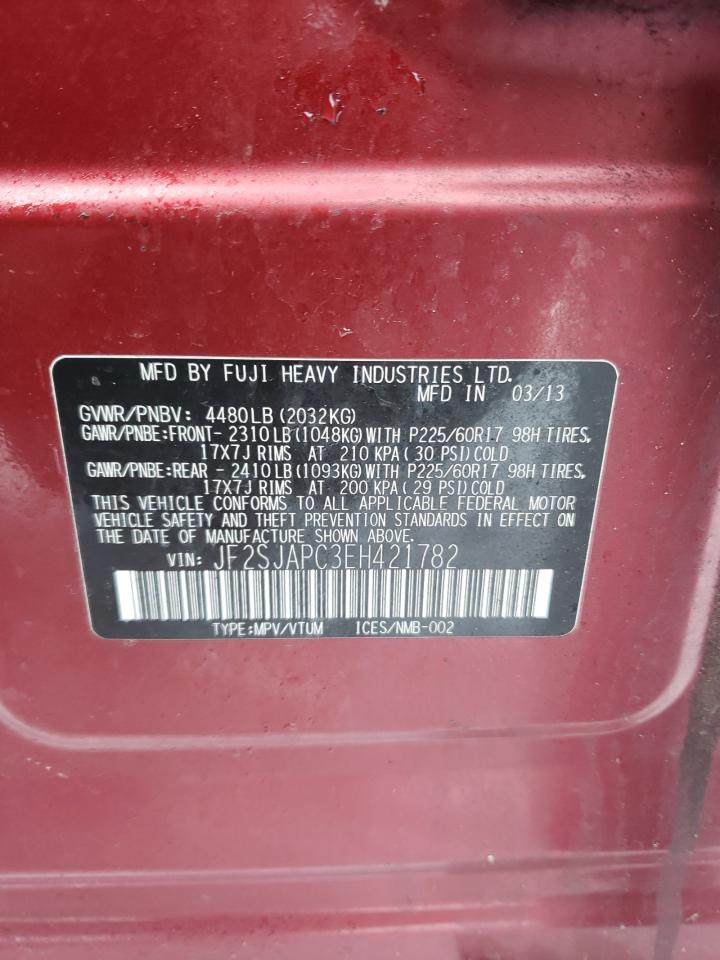 MFD BY FUJI HEAVY INDUSTRIES LTD.
MFD IN 03/13
GVWR/PNBV: 4480LB (2032KG)
GAWR/PNBE:FRONT- 2310LB (1048KG) WITH P225/60R17 98H TIRES,
17X7J RIMS AT 210 KPA (30 PSI) COLD
GAWR/PNBE:REAR - 2410LB (1093KG) WITH P225/60R17 98H TIRES,
17X7J RIMS AT 200 KPA (29 PSI) COLD
THIS VEHICLE CONFORMS TO ALL APPLICABLE FEDERAL MOTOR
VEHICLE SAFETY AND THEFT PREVENTION STANDARDS IN EFFECT ON
THE DATE OF MANUFACTURE SHOWN ABOVE.
VIN: JF2SJAPC3EH421782
TYPE:MPV/VTUM ICES/NMB-002